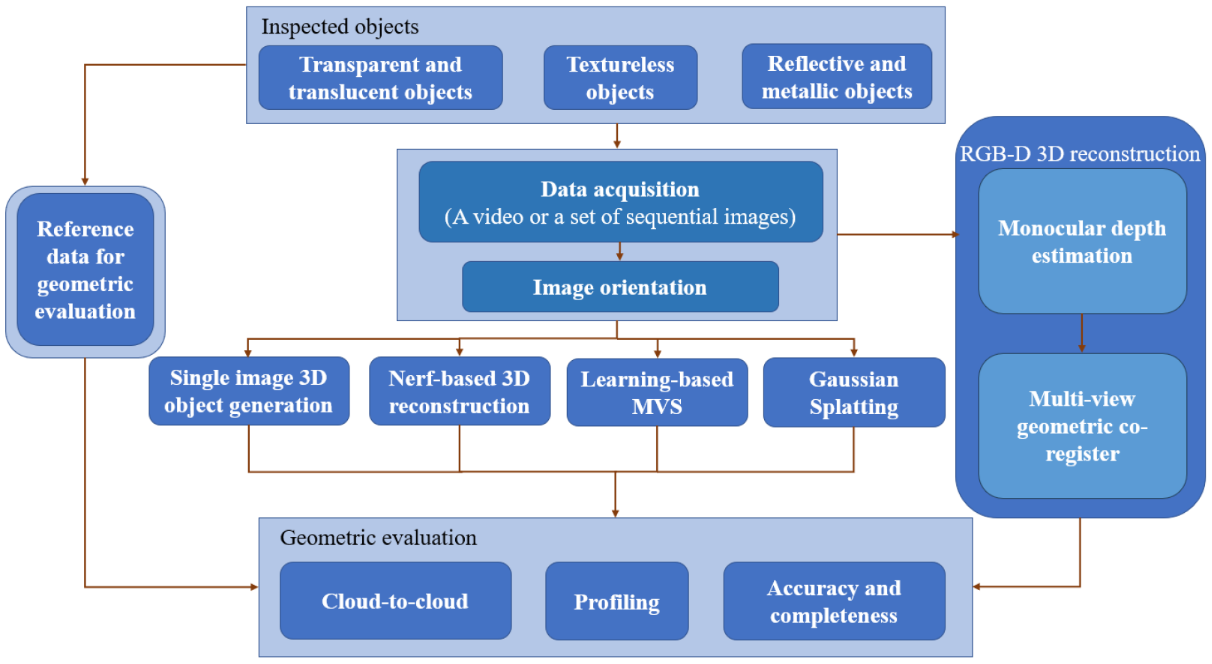 Inspected objects
Transparent and
translucent objects
Textureless
objects
Reflective and
metallic objects
RGB-D 3D reconstruction
Data acquisition
(A video or a set of sequential images)
Image orientation
Monocular depth
estimation
Reference
data for
geometric
evaluation
Single image 3D
object generation
Nerf-based 3D
reconstruction
Learning-based
MVS
Gaussian
Splatting
Multi-view
geometric co-
register
Geometric evaluation
Cloud-to-cloud
Profiling
Accuracy and
completeness